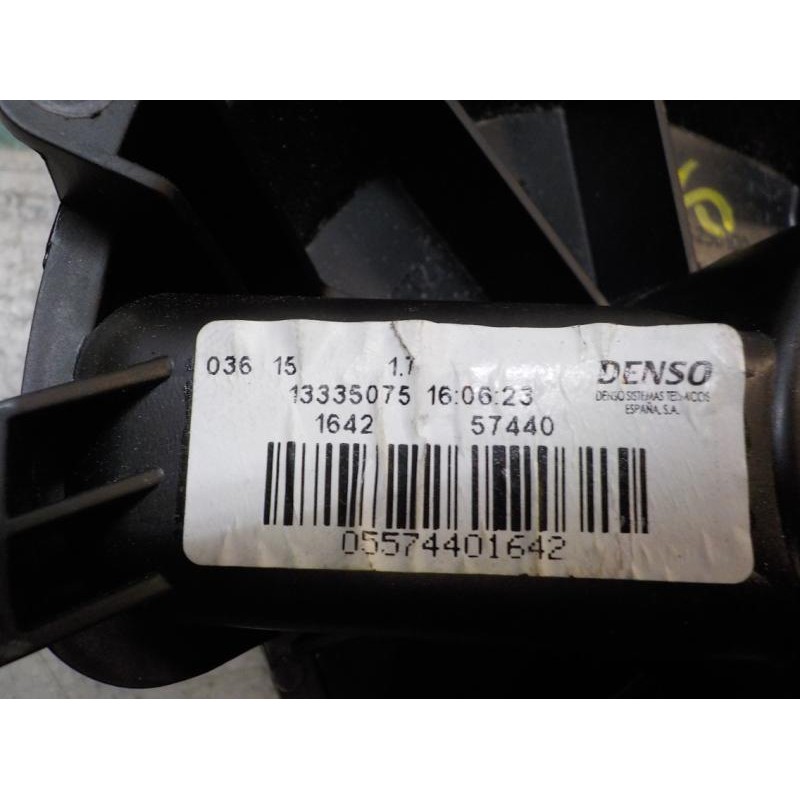 036 15 1.7
DENSO
13335075 16:06:23
DENSO SISTEMAS TERMICOS
ESPAÑA, S.A.
1642 57440
05574401642